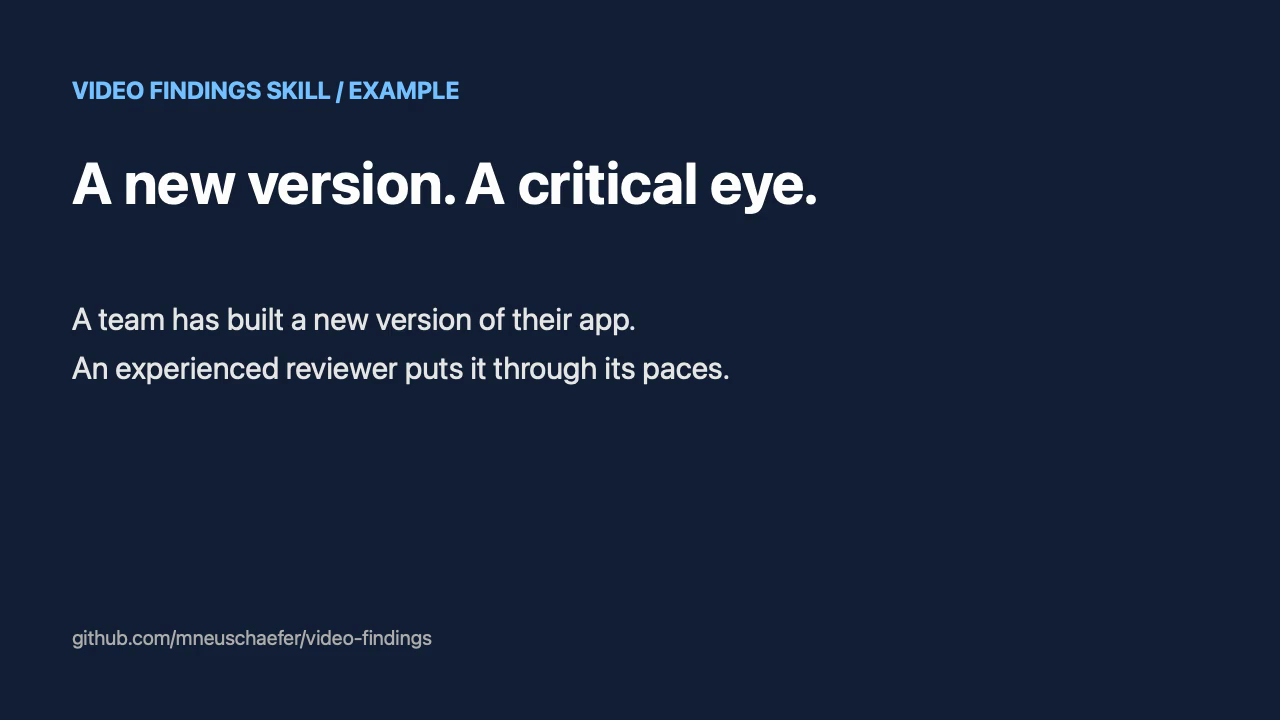 VIDEO FINDINGS SKILL / EXAMPLE
A new version. A critical eye.
A team has built a new version of their app.
An experienced reviewer puts it through its paces.
github.com/mneuschaefer/video-findings